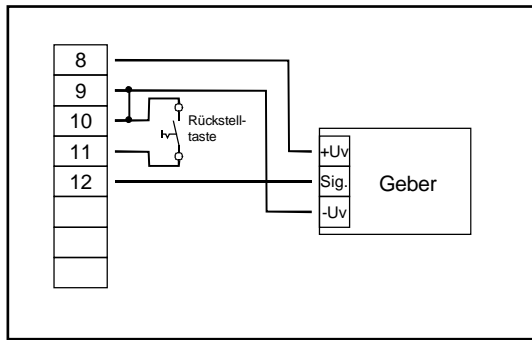 8
9
10
11
12
Rückstell-
taste
+Uv
Sig.
-Uv
Geber